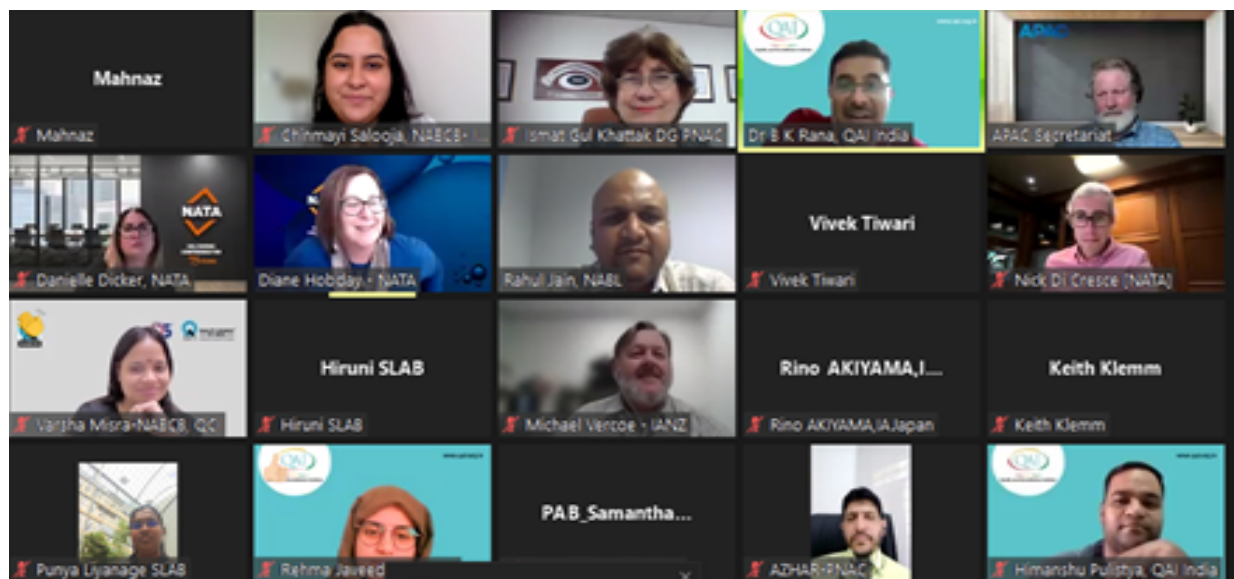 Mahnaz
Mahnaz
Chinmayi Salooja, NABCB- I...
Ismat Gul Khattak DG PNAC
QAI
Dr B K Rana, QAI India
APAC
APAC Secretariat
NATA
Danielle Dicker, NATA
Diane Hobday - NATA
Rahul Jain, NABL
Vivek Tiwari
Vivek Tiwari
Nick Di Cresce [NATA]
Varsha Misra-NABCB, QC
Hiruni SLAB
Hiruni SLAB
Michael Vercoe - IANZ
Rino AKIYAMA,I...
Rino AKIYAMA,IAJapan
Keith Klemm
Keith Klemm
Punya Liyanage SLAB
QAI
Rehma Javeed
PAB_Samantha...
AZHAR-PNAC
QAI
Himanshu Pulistya, QAI India